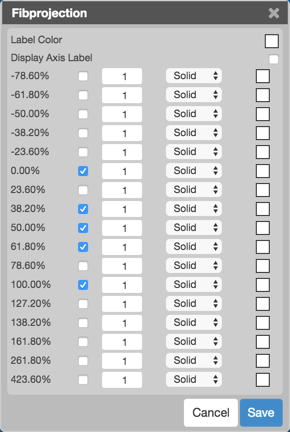 Fibprojection ×
Label Color
Display Axis Label
-78.60% 1 Solid
-61.80% 1 Solid
-50.00% 1 Solid
-38.20% 1 Solid
-23.60% 1 Solid
0.00% 1 Solid
23.60% 1 Solid
38.20% 1 Solid
50.00% 1 Solid
61.80% 1 Solid
78.60% 1 Solid
100.00% 1 Solid
127.20% 1 Solid
138.20% 1 Solid
161.80% 1 Solid
261.80% 1 Solid
423.60% 1 Solid
Cancel Save